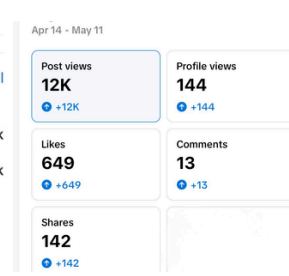 Apr 14 - May 11
Post views
12K
+12K
Profile views
144
+144
Likes
649
+649
Comments
13
+13
Shares
142
+142